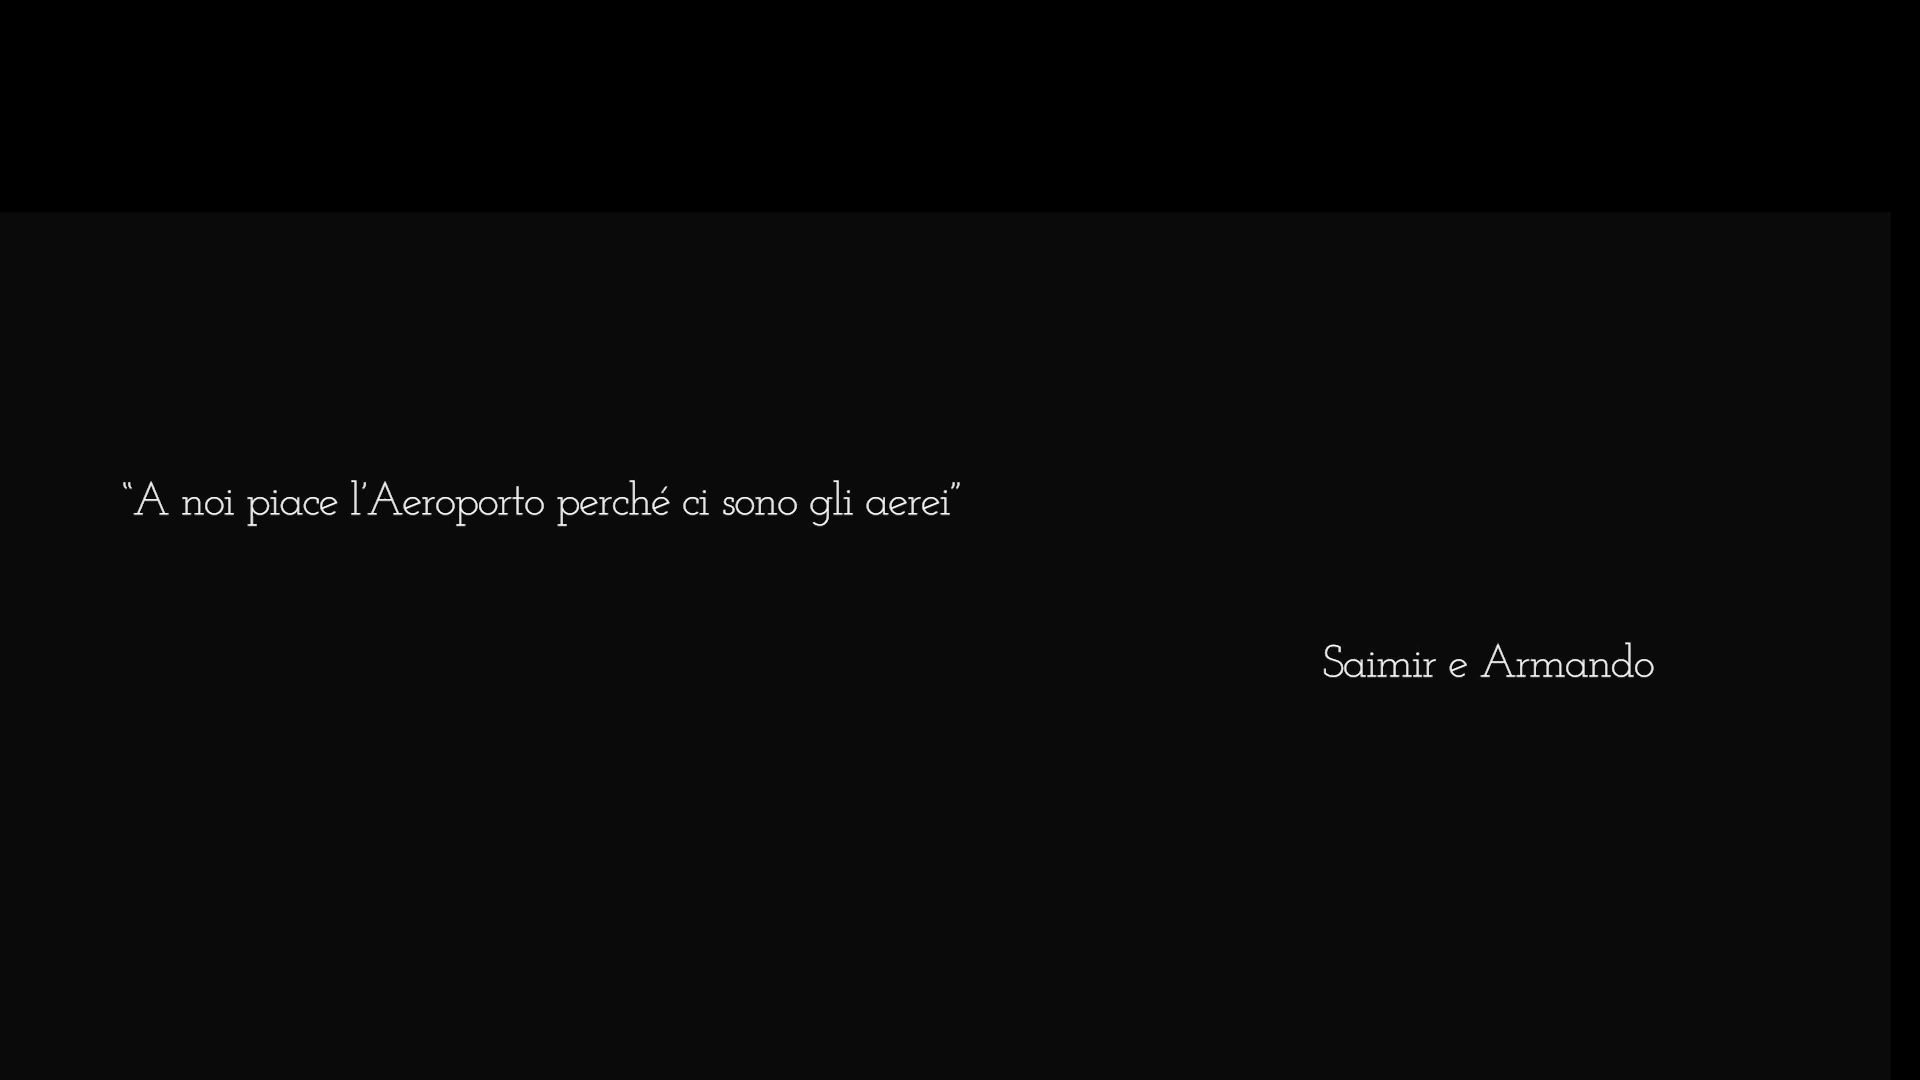 “A noi piace l’Aeroporto perché ci sono gli aerei”
Saimir e Armando